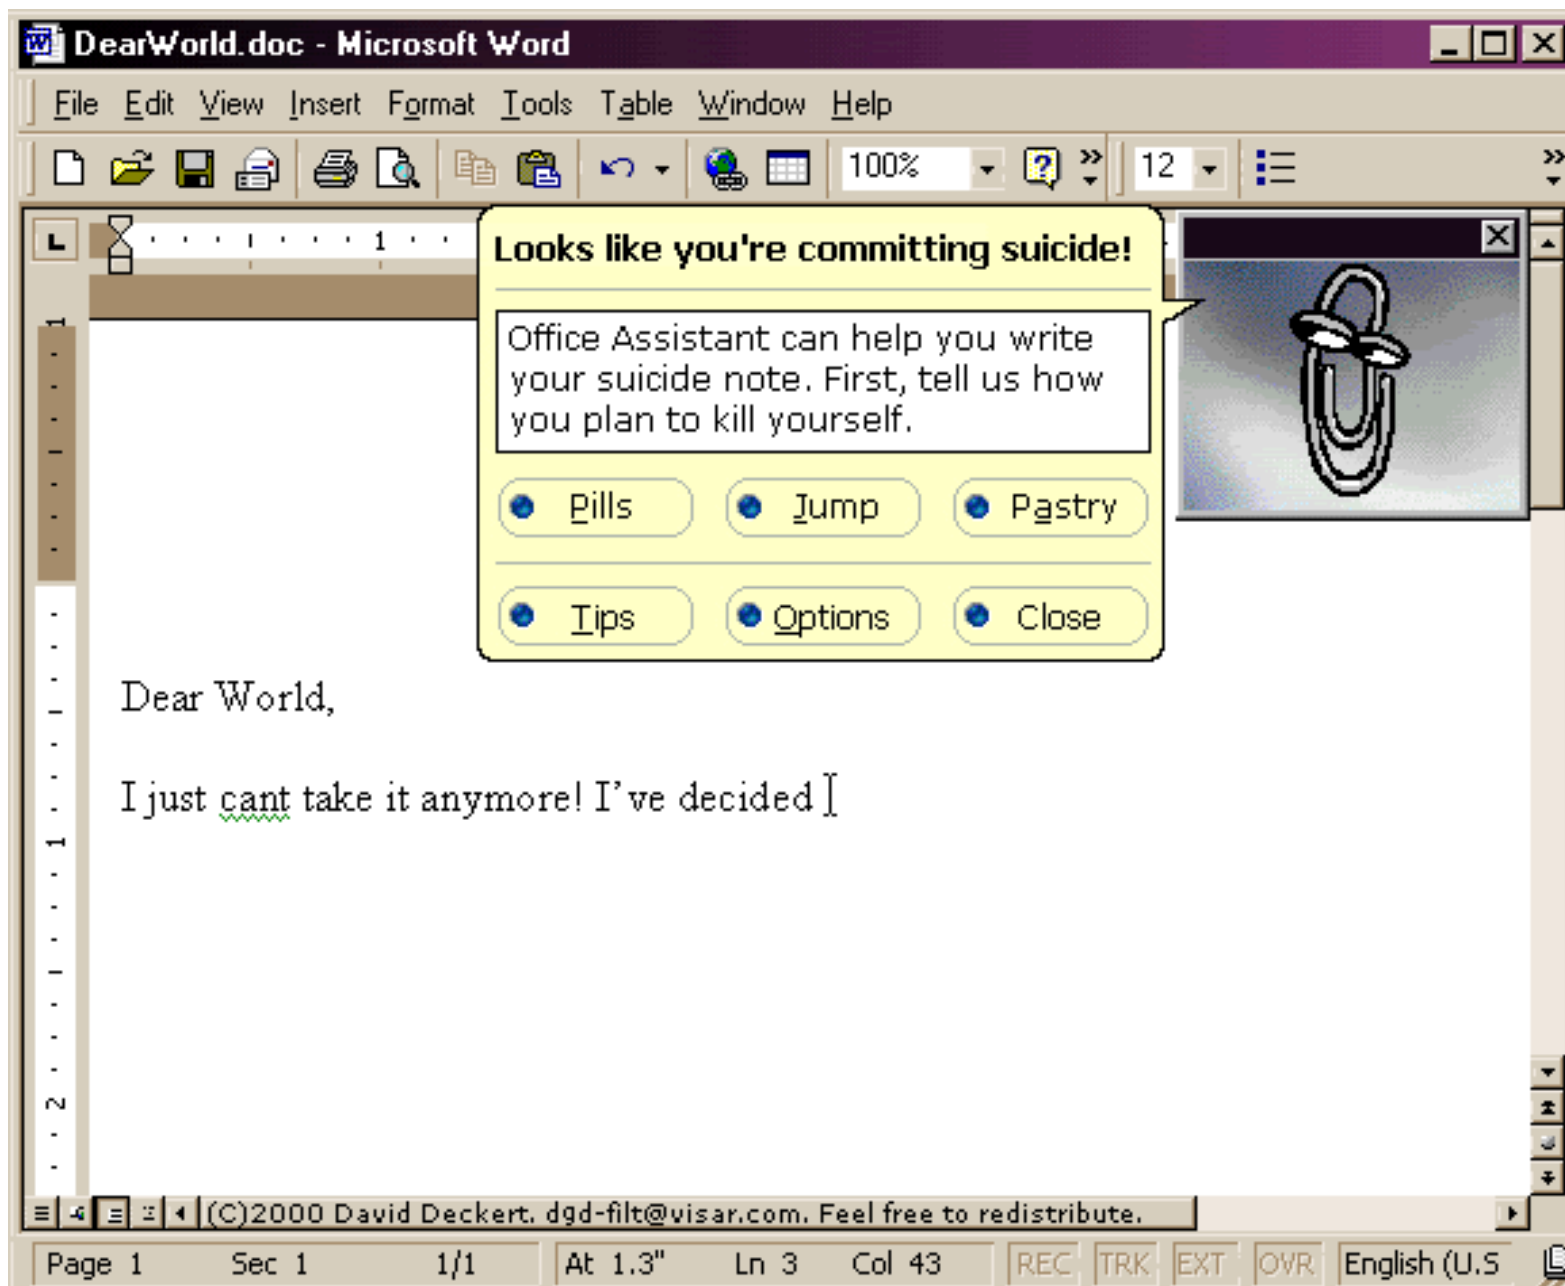 DearWorld.doc - Microsoft Word
File Edit View Insert Format Tools Table Window Help
100% 12
1
Looks like you're committing suicide!
Office Assistant can help you write
your suicide note. First, tell us how
you plan to kill yourself.
Pills Jump Pastry
Tips Options Close
Dear World,
I just cant take it anymore! I've decided
1
1
2
(C)2000 David Deckert. dgd-filt@visar.com. Feel free to redistribute.
Page 1 Sec 1 1/1 At 1.3" Ln 3 Col 43 REC TRK EXT OVR English (U.S